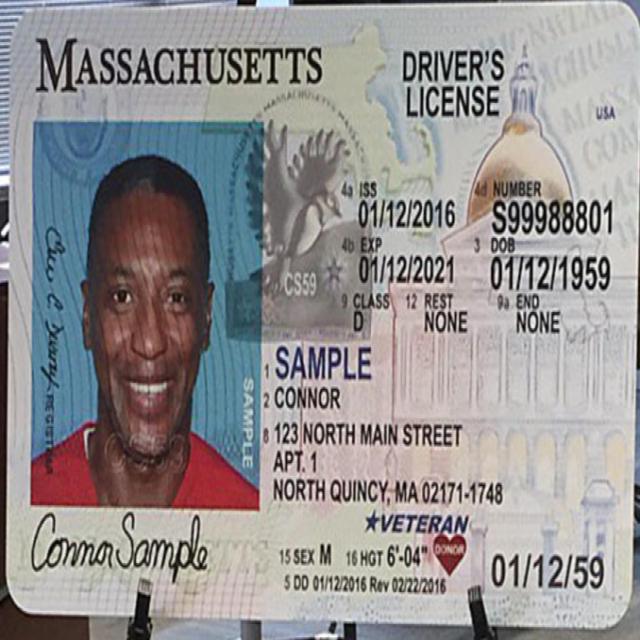 MASSACHUSETTS
DRIVER'S
LICENSE
USA
4a ISS
01/12/2016
4d NUMBER
S99988801
4b EXP
01/12/2021
3 DOB
01/12/1959
9 CLASS
D
12 REST
NONE
9a END
NONE
CS59
1 SAMPLE
2 CONNOR
8 123 NORTH MAIN STREET
APT. 1
NORTH QUINCY, MA 02171-1748
SAMPLE
CS59
REGISTRAR
VETERAN
15 SEX M 16 HGT 6'-04"
DONOR
5 DD 01/12/2016 Rev 02/22/2016
01/12/59
Connor Sample